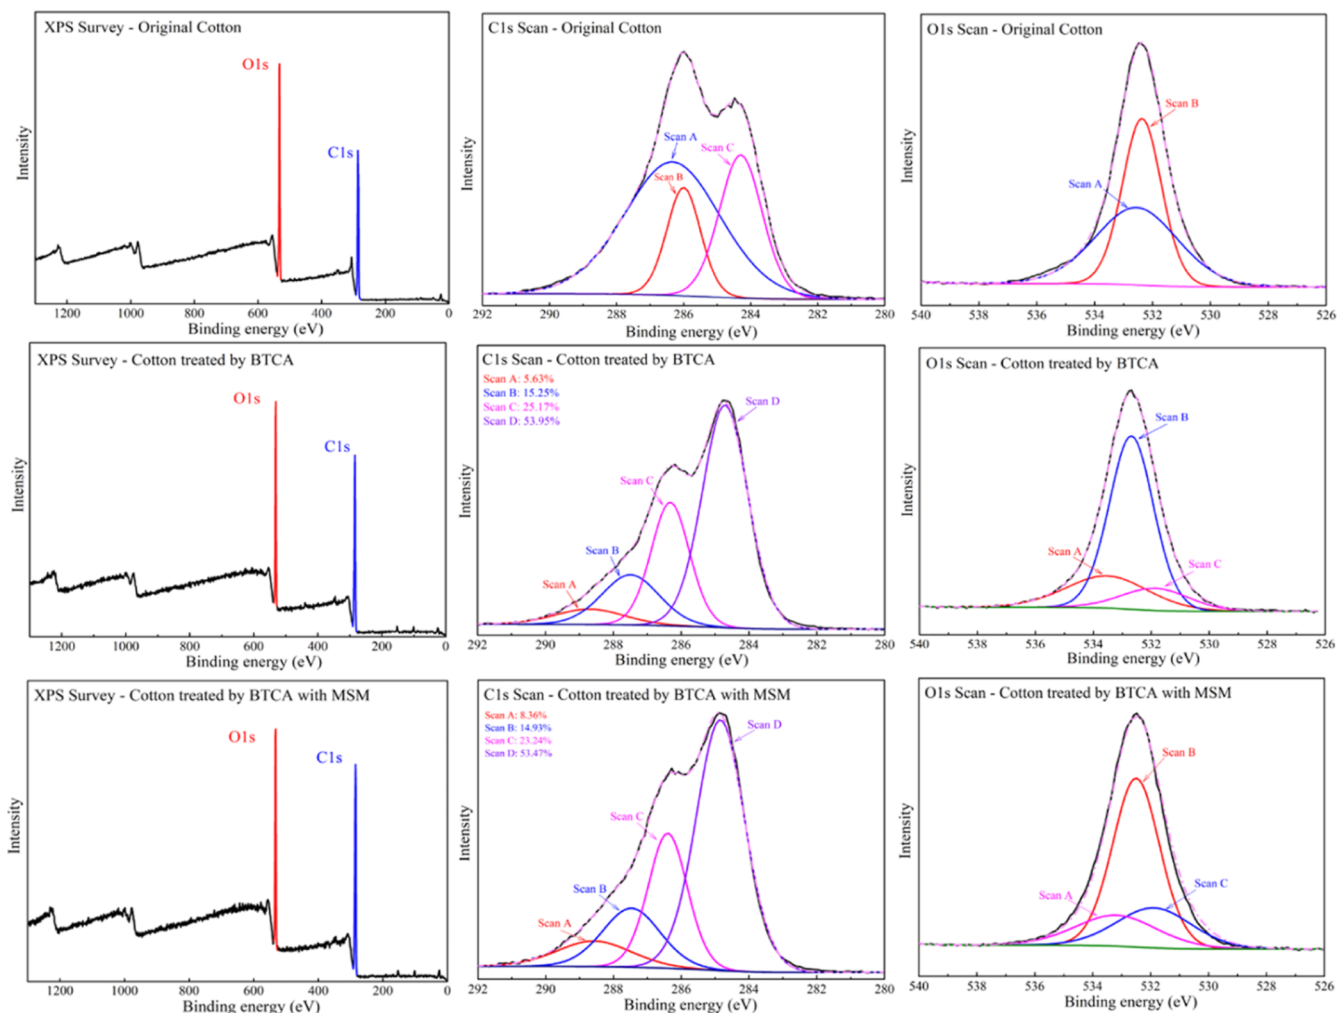 XPS Survey - Original Cotton
O1s
C1s
Intensity
1200 1000 800 600 400 200 0
Binding energy (eV)
C1s Scan - Original Cotton
Scan A
Scan B
Scan C
Intensity
292 290 288 286 284 282 280
Binding energy (eV)
O1s Scan - Original Cotton
Scan B
Scan A
Intensity
540 538 536 534 532 530 528 526
Binding energy (eV)
XPS Survey - Cotton treated by BTCA
O1s
C1s
Intensity
1200 1000 800 600 400 200 0
Binding energy (eV)
C1s Scan - Cotton treated by BTCA
Scan A: 5.63%
Scan B: 15.25%
Scan C: 25.17%
Scan D: 53.95%
Scan D
Scan C
Scan B
Scan A
Intensity
292 290 288 286 284 282 280
Binding energy (eV)
O1s Scan - Cotton treated by BTCA
Scan B
Scan A
Scan C
Intensity
540 538 536 534 532 530 528 526
Binding energy (eV)
XPS Survey - Cotton treated by BTCA with MSM
O1s
C1s
Intensity
1200 1000 800 600 400 200 0
Binding energy (eV)
C1s Scan - Cotton treated by BTCA with MSM
Scan A: 8.36%
Scan B: 14.93%
Scan C: 23.24%
Scan D: 53.47%
Scan D
Scan C
Scan B
Scan A
Intensity
292 290 288 286 284 282 280
Binding energy (eV)
O1s Scan - Cotton treated by BTCA with MSM
Scan B
Scan A
Scan C
Intensity
540 538 536 534 532 530 528 526
Binding energy (eV)